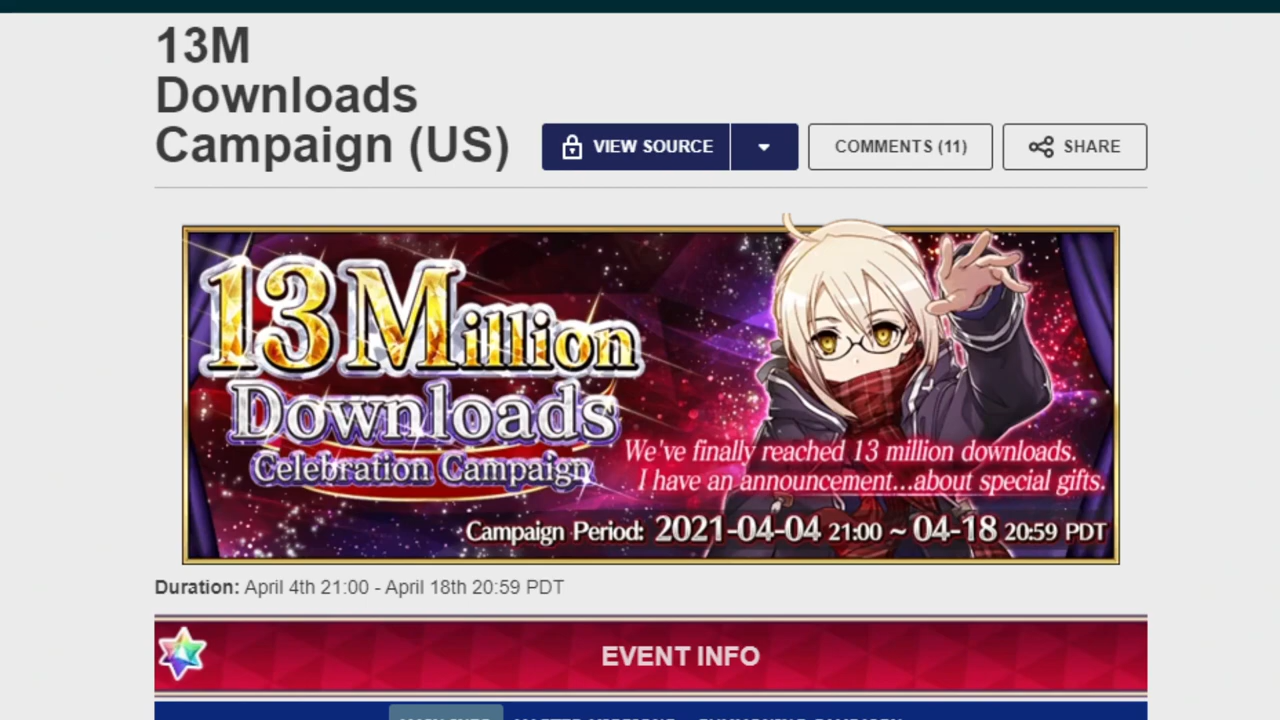 13M
Downloads
Campaign (US)
VIEW SOURCE
COMMENTS (11)
SHARE
13 Million
Downloads
Celebration Campaign
We've finally reached 13 million downloads.
I have an announcement...about special gifts.
Campaign Period: 2021-04-04 21:00 ~ 04-18 20:59 PDT
Duration: April 4th 21:00 - April 18th 20:59 PDT
EVENT INFO